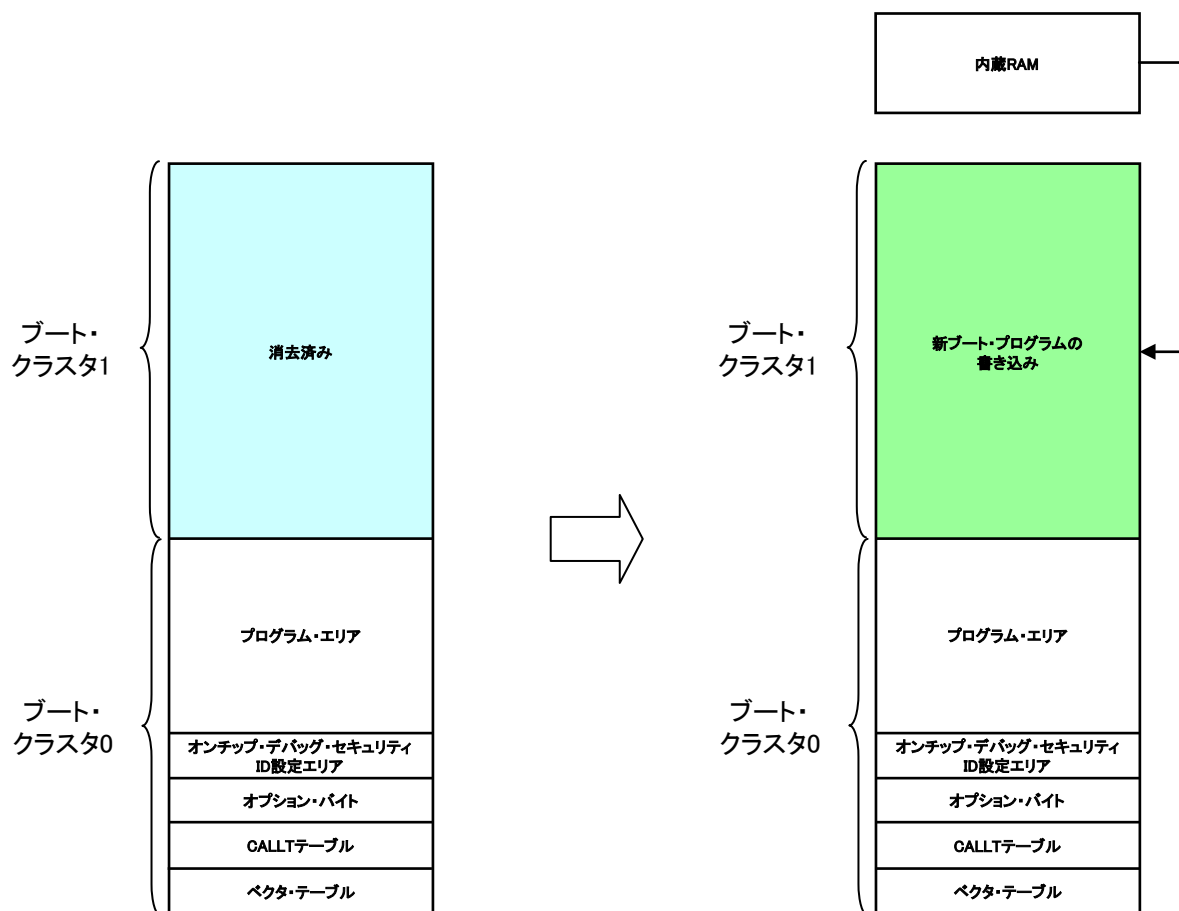 内蔵RAM
ブート・
クラスタ1
消去済み
ブート・
クラスタ0
プログラム・エリア
オンチップ・デバッグ・セキュリティ
ID設定エリア
オプション・バイト
CALLTテーブル
ベクタ・テーブル
ブート・
クラスタ1
新ブート・プログラムの
書き込み
ブート・
クラスタ0
プログラム・エリア
オンチップ・デバッグ・セキュリティ
ID設定エリア
オプション・バイト
CALLTテーブル
ベクタ・テーブル